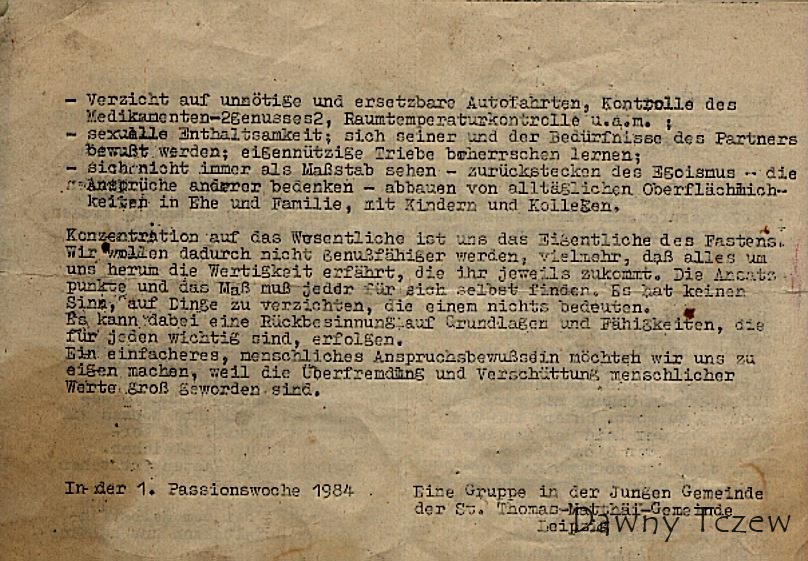 - Verzicht auf unnötige und ersetzbare Autofahrten, Kontrolle des
Medikamenten-2genusses2, Raumtemperaturkontrolle u.a.m. ;
- sexuelle Enthaltsamkeit; sich seiner und der Bedürfnisse des Partners
bewußt werden; eigennützige Triebe beherrschen lernen;
- sich nicht immer als Maßstab sehen - zurückstecken des Egoismus - die
Ansprüche anderer bedenken - abbauen von alltäglichen Oberflächlich-
keiten in Ehe und Familie, mit Kindern und Kollegen.
Konzentration auf das Wesentliche ist uns das Eigentliche des Fastens.
Wir wollen dadurch nicht genußfähiger werden, vielmehr, daß alles um
uns herum die Wertigkeit erfährt, die ihr jeweils zukommt. Die Ansatz
punkte und das Maß muß jeddr für sich selbst finden. Es hat keinen
Sinn, auf Dinge zu verzichten, die einem nichts bedeuten.
Es kann dabei eine Rückbesinnung auf Grundlagen und Fähigkeiten, die
für jeden wichtig sind, erfolgen.
Ein einfacheres, menschliches Anspruchsbewußsdin möchteh wir uns zu
eigen machen, weil die Überfremdung und Verschüttung menschlicher
Werte groß geworden sind.
In der 1. Passionswoche 1984
Eine Gruppe in der Jungen Gemeinde
der St. Thomas-Matthäi-Gemeinde
Leipzig
Dawny Tczew